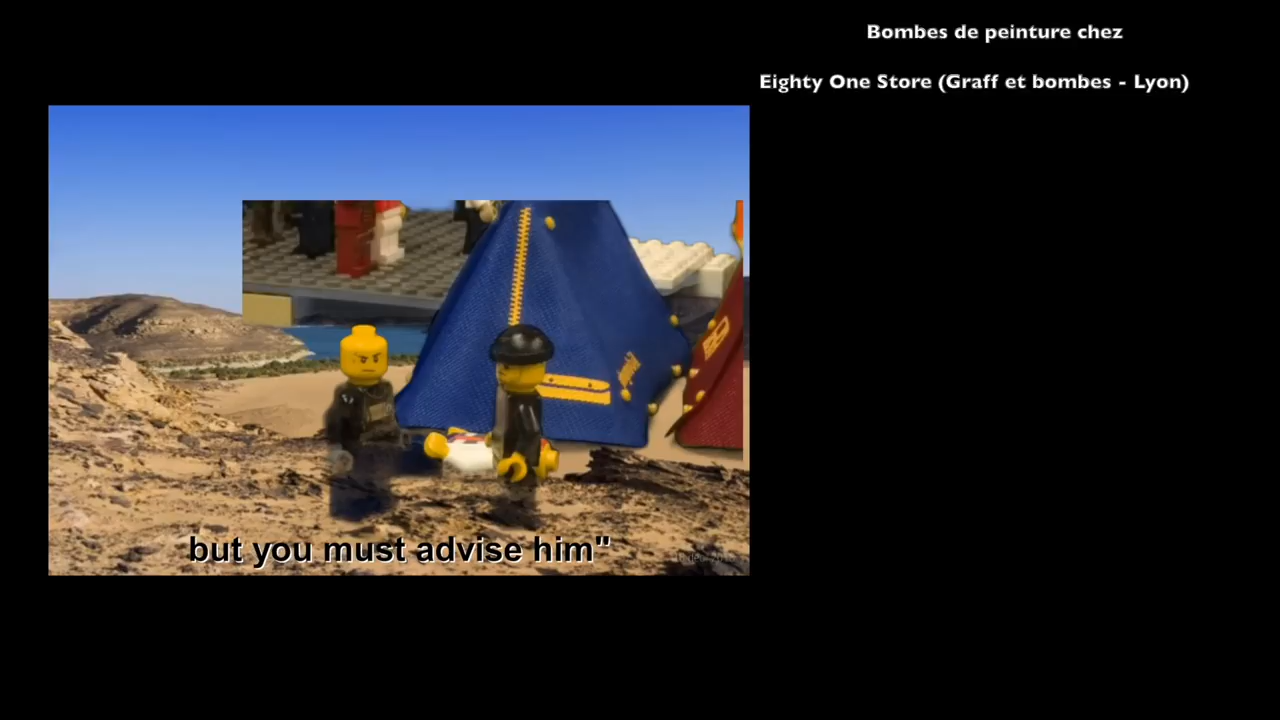 Bombes de peinture chez
Eighty One Store (Graff et bombes - Lyon)
but you must advise him"